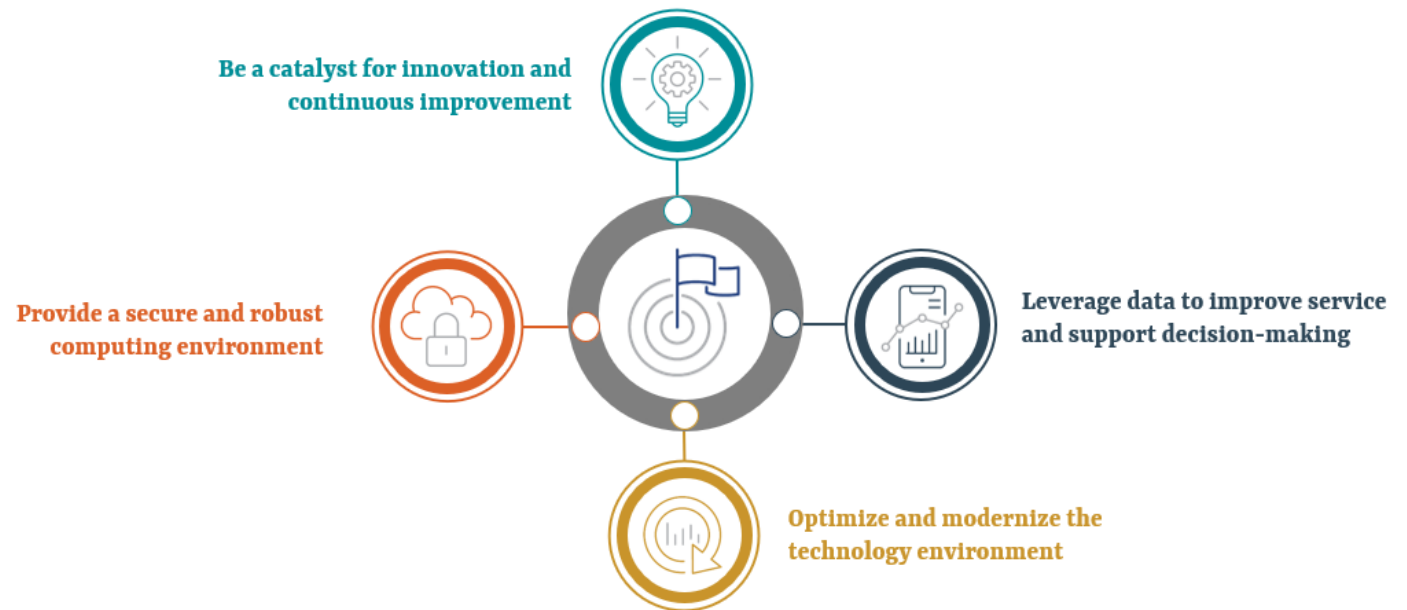 Be a catalyst for innovation and
continuous improvement
Provide a secure and robust
computing environment
Leverage data to improve service
and support decision-making
Optimize and modernize the
technology environment